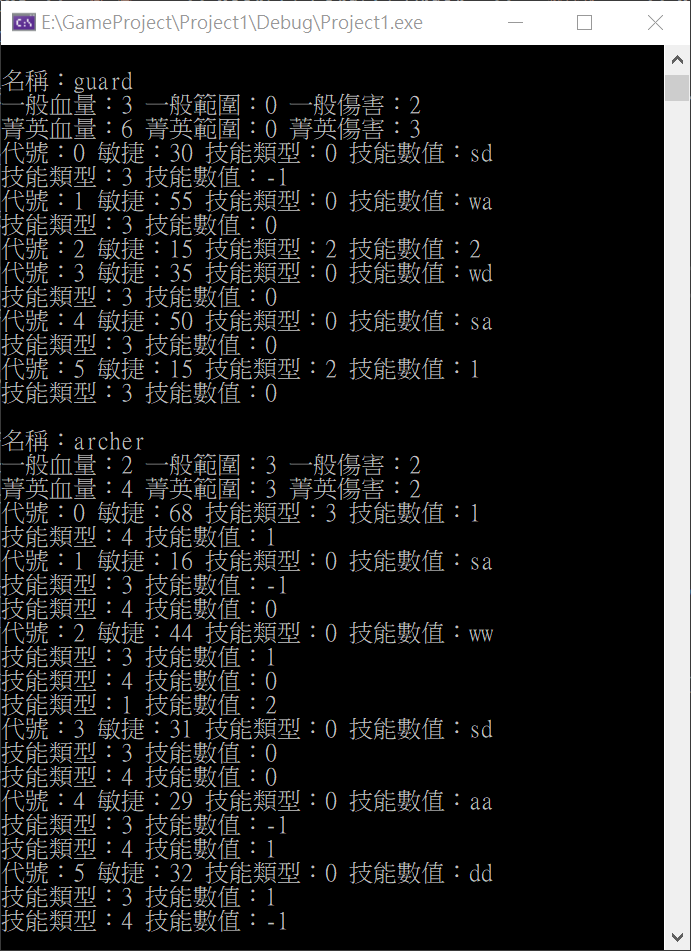 E:\GameProject\Project1\Debug\Project1.exe
名稱：guard
一般血量：3 一般範圍：0 一般傷害：2
菁英血量：6 菁英範圍：0 菁英傷害：3
代號：0 敏捷：30 技能類型：0 技能數值：sd
技能類型：3 技能數值：-1
代號：1 敏捷：55 技能類型：0 技能數值：wa
技能類型：3 技能數值：0
代號：2 敏捷：15 技能類型：2 技能數值：2
代號：3 敏捷：35 技能類型：0 技能數值：wd
技能類型：3 技能數值：0
代號：4 敏捷：50 技能類型：0 技能數值：sa
技能類型：3 技能數值：0
代號：5 敏捷：15 技能類型：2 技能數值：1
技能類型：3 技能數值：0
名稱：archer
一般血量：2 一般範圍：3 一般傷害：2
菁英血量：4 菁英範圍：3 菁英傷害：2
代號：0 敏捷：68 技能類型：3 技能數值：1
技能類型：4 技能數值：1
代號：1 敏捷：16 技能類型：0 技能數值：sa
技能類型：3 技能數值：-1
技能類型：4 技能數值：0
代號：2 敏捷：44 技能類型：0 技能數值：ww
技能類型：3 技能數值：1
技能類型：4 技能數值：0
技能類型：1 技能數值：2
代號：3 敏捷：31 技能類型：0 技能數值：sd
技能類型：3 技能數值：0
技能類型：4 技能數值：0
代號：4 敏捷：29 技能類型：0 技能數值：aa
技能類型：3 技能數值：-1
技能類型：4 技能數值：1
代號：5 敏捷：32 技能類型：0 技能數值：dd
技能類型：3 技能數值：1
技能類型：4 技能數值：-1